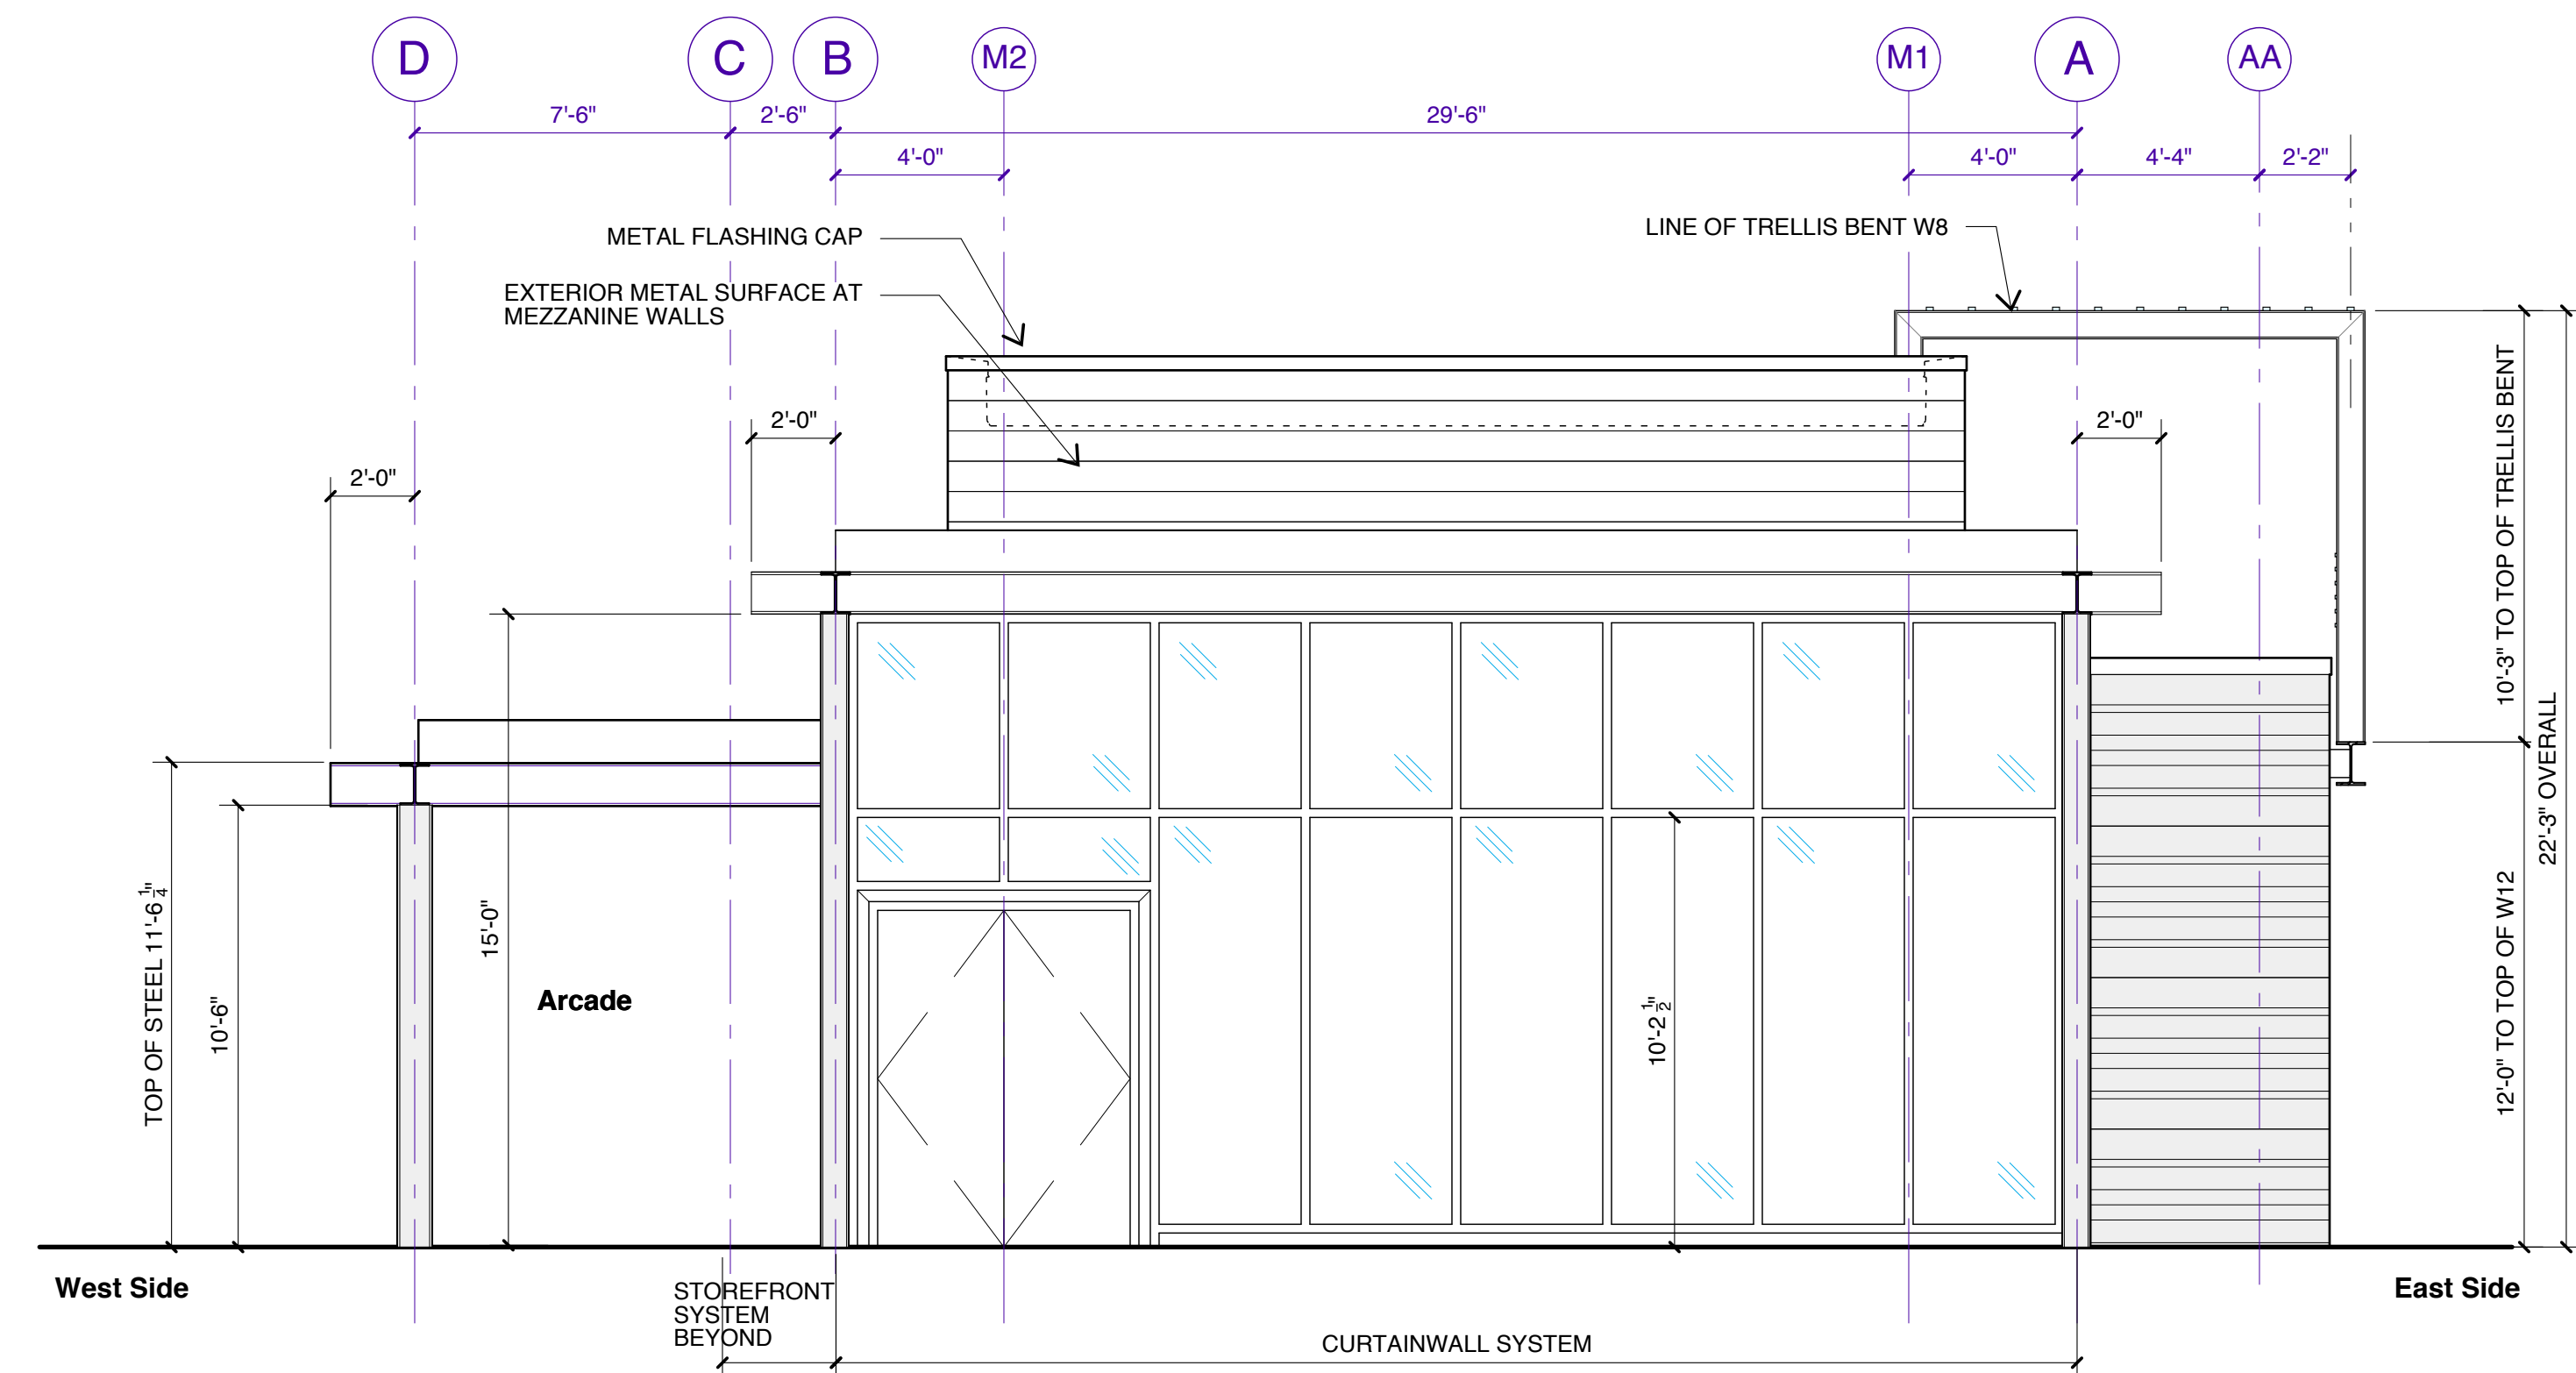 D
C
B
M2
M1
A
AA
7'-6"
2'-6"
29'-6"
4'-0"
4'-0"
4'-4"
2'-2"
METAL FLASHING CAP
LINE OF TRELLIS BENT W8
EXTERIOR METAL SURFACE AT
MEZZANINE WALLS
2'-0"
2'-0"
2'-0"
10'-3" TO TOP OF TRELLIS BENT
22'-3" OVERALL
12'-0" TO TOP OF W12
TOP OF STEEL 11'-6 1/4"
10'-6"
15'-0"
Arcade
10'-2 1/2"
West Side
East Side
STOREFRONT
SYSTEM
BEYOND
CURTAINWALL SYSTEM